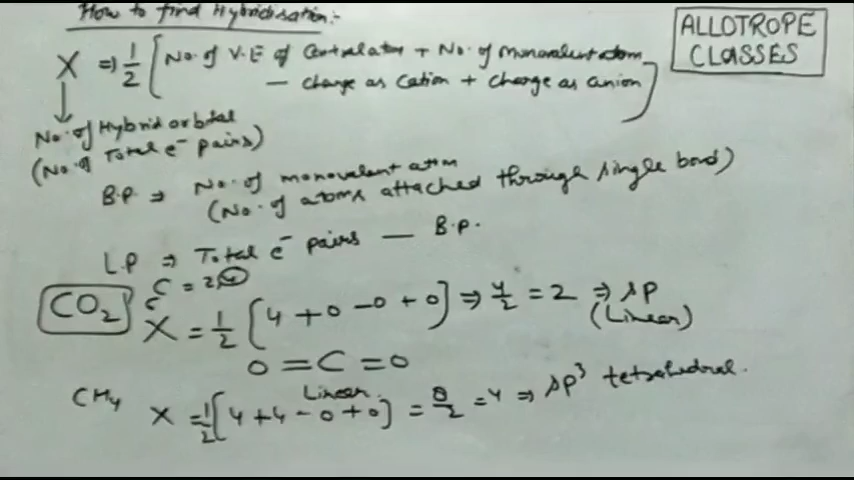 How to find Hybridisation:-
ALLOTROPE
CLASSES
X ⇒ 1/2 [No. of V.E of Central atom + No. of monovalent atom
— charge as cation + charge as anion]
No. of Hybrid orbital
(No. of Total e⁻ pairs)
B.P. ⇒ No. of monovalent atom
(No. of atoms attached through single bond)
L.P ⇒ Total e⁻ pairs — B.P.
C = 2,4
CO₂
X = 1/2 [4 + 0 - 0 + 0] ⇒ 4/2 = 2 ⇒ sp
(Linear)
O = C = O
Linear
CH₄ X = 1/2 [4 + 4 - 0 + 0] = 8/2 = 4 ⇒ sp³ tetrahedral.